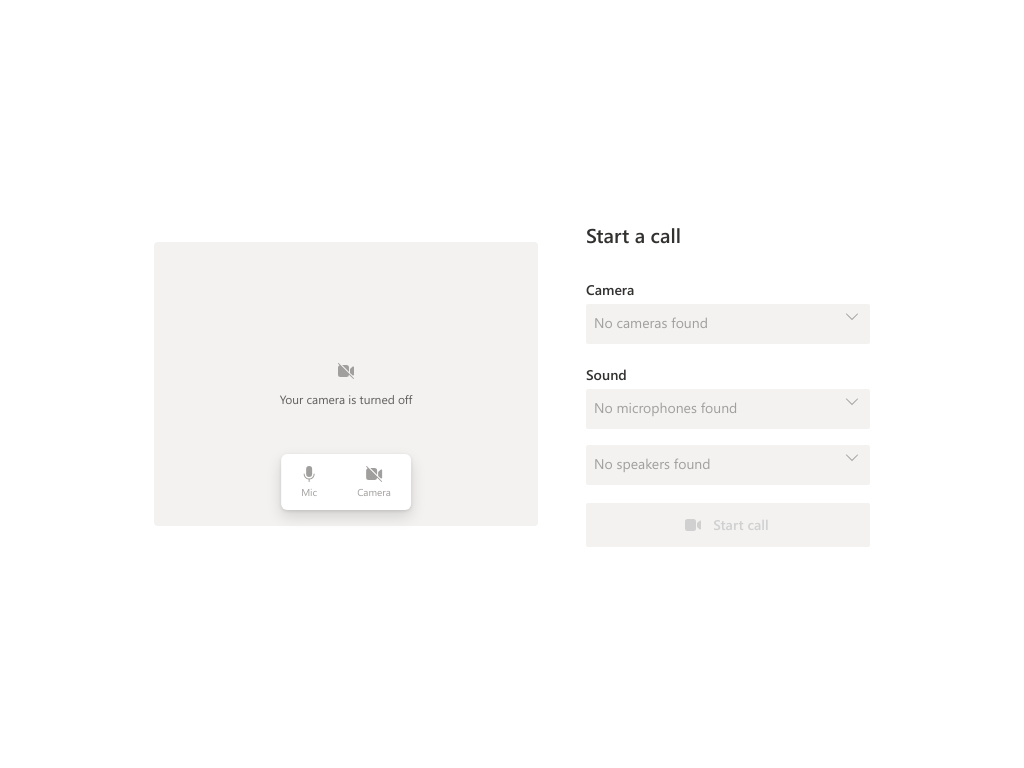 Start a call
Your camera is turned off
Mic
Camera
Camera
No cameras found
Sound
No microphones found
No speakers found
Start call